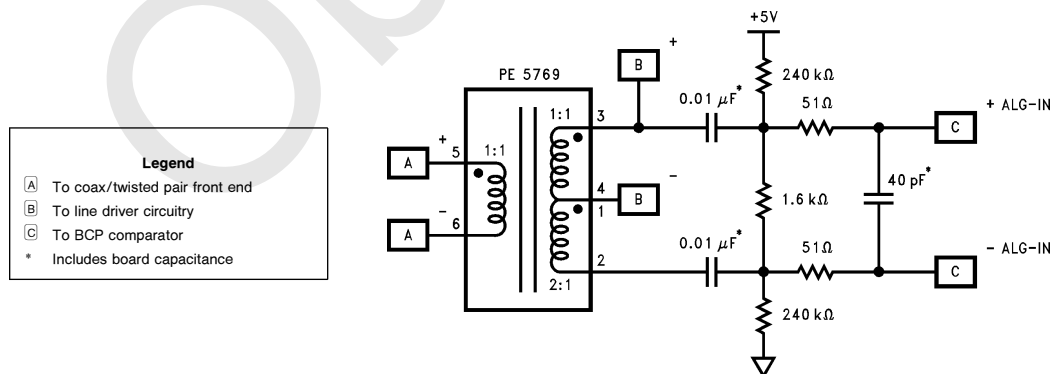 Legend
A To coax/twisted pair front end
B To line driver circuitry
C To BCP comparator
* Includes board capacitance
PE 5769
+
A
5
1:1
–
A
6
1:1
3
4
1
2
2:1
+
B
–
B
0.01 μF*
0.01 μF*
+5V
240 kΩ
51Ω
1.6 kΩ
51Ω
240 kΩ
40 pF*
C
+ ALG-IN
C
– ALG-IN